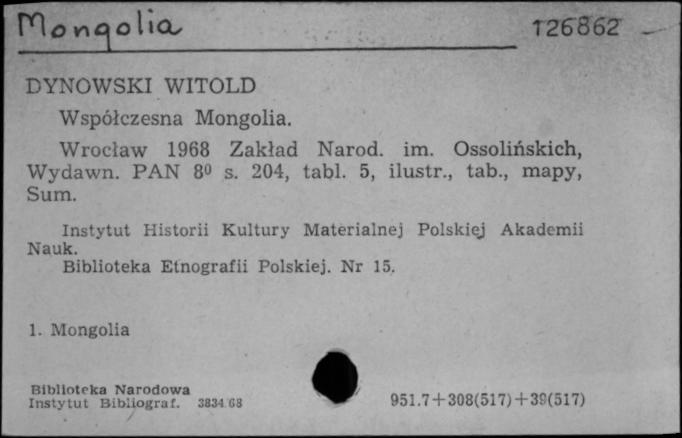 Mongolia 126862
DYNOWSKI WITOLD
Współczesna Mongolia.
Wrocław 1968 Zakład Narod. im. Ossolińskich,
Wydawn. PAN 8⁰ s. 204, tabl. 5, ilustr., tab., mapy,
Sum.
Instytut Historii Kultury Materialnej Polskiej Akademii
Nauk.
Biblioteka Etnografii Polskiej. Nr 15.
1. Mongolia
Biblioteka Narodowa
Instytut Bibliograf. 3834/68 951.7+308(517)+39(517)